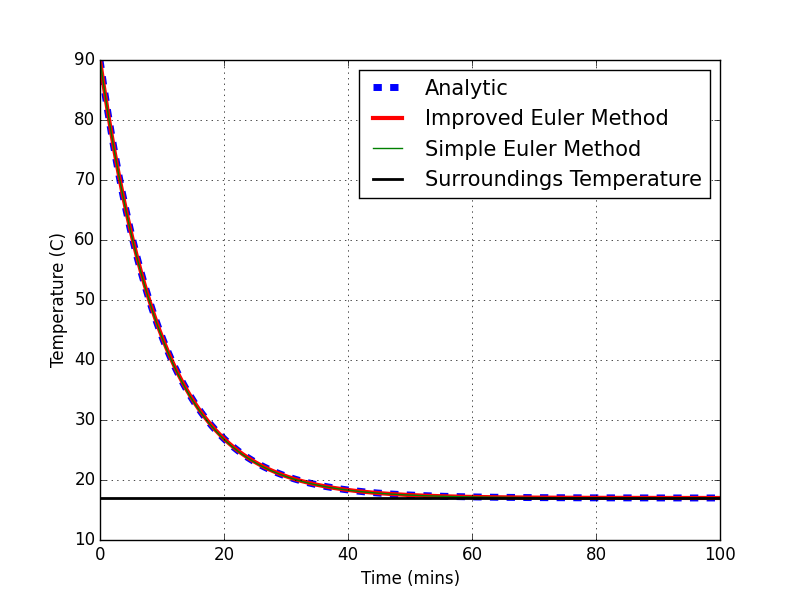 90
80
70
60
50
40
30
20
10
Temperature (C)
Analytic
Improved Euler Method
Simple Euler Method
Surroundings Temperature
0 20 40 60 80 100
Time (mins)